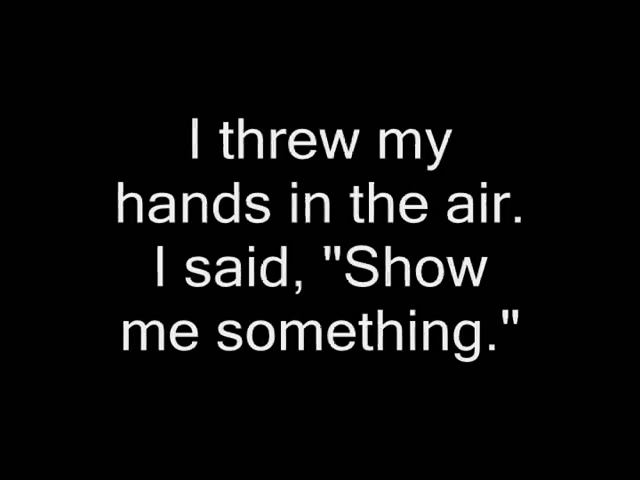 I threw my
hands in the air.
I said, "Show
me something."